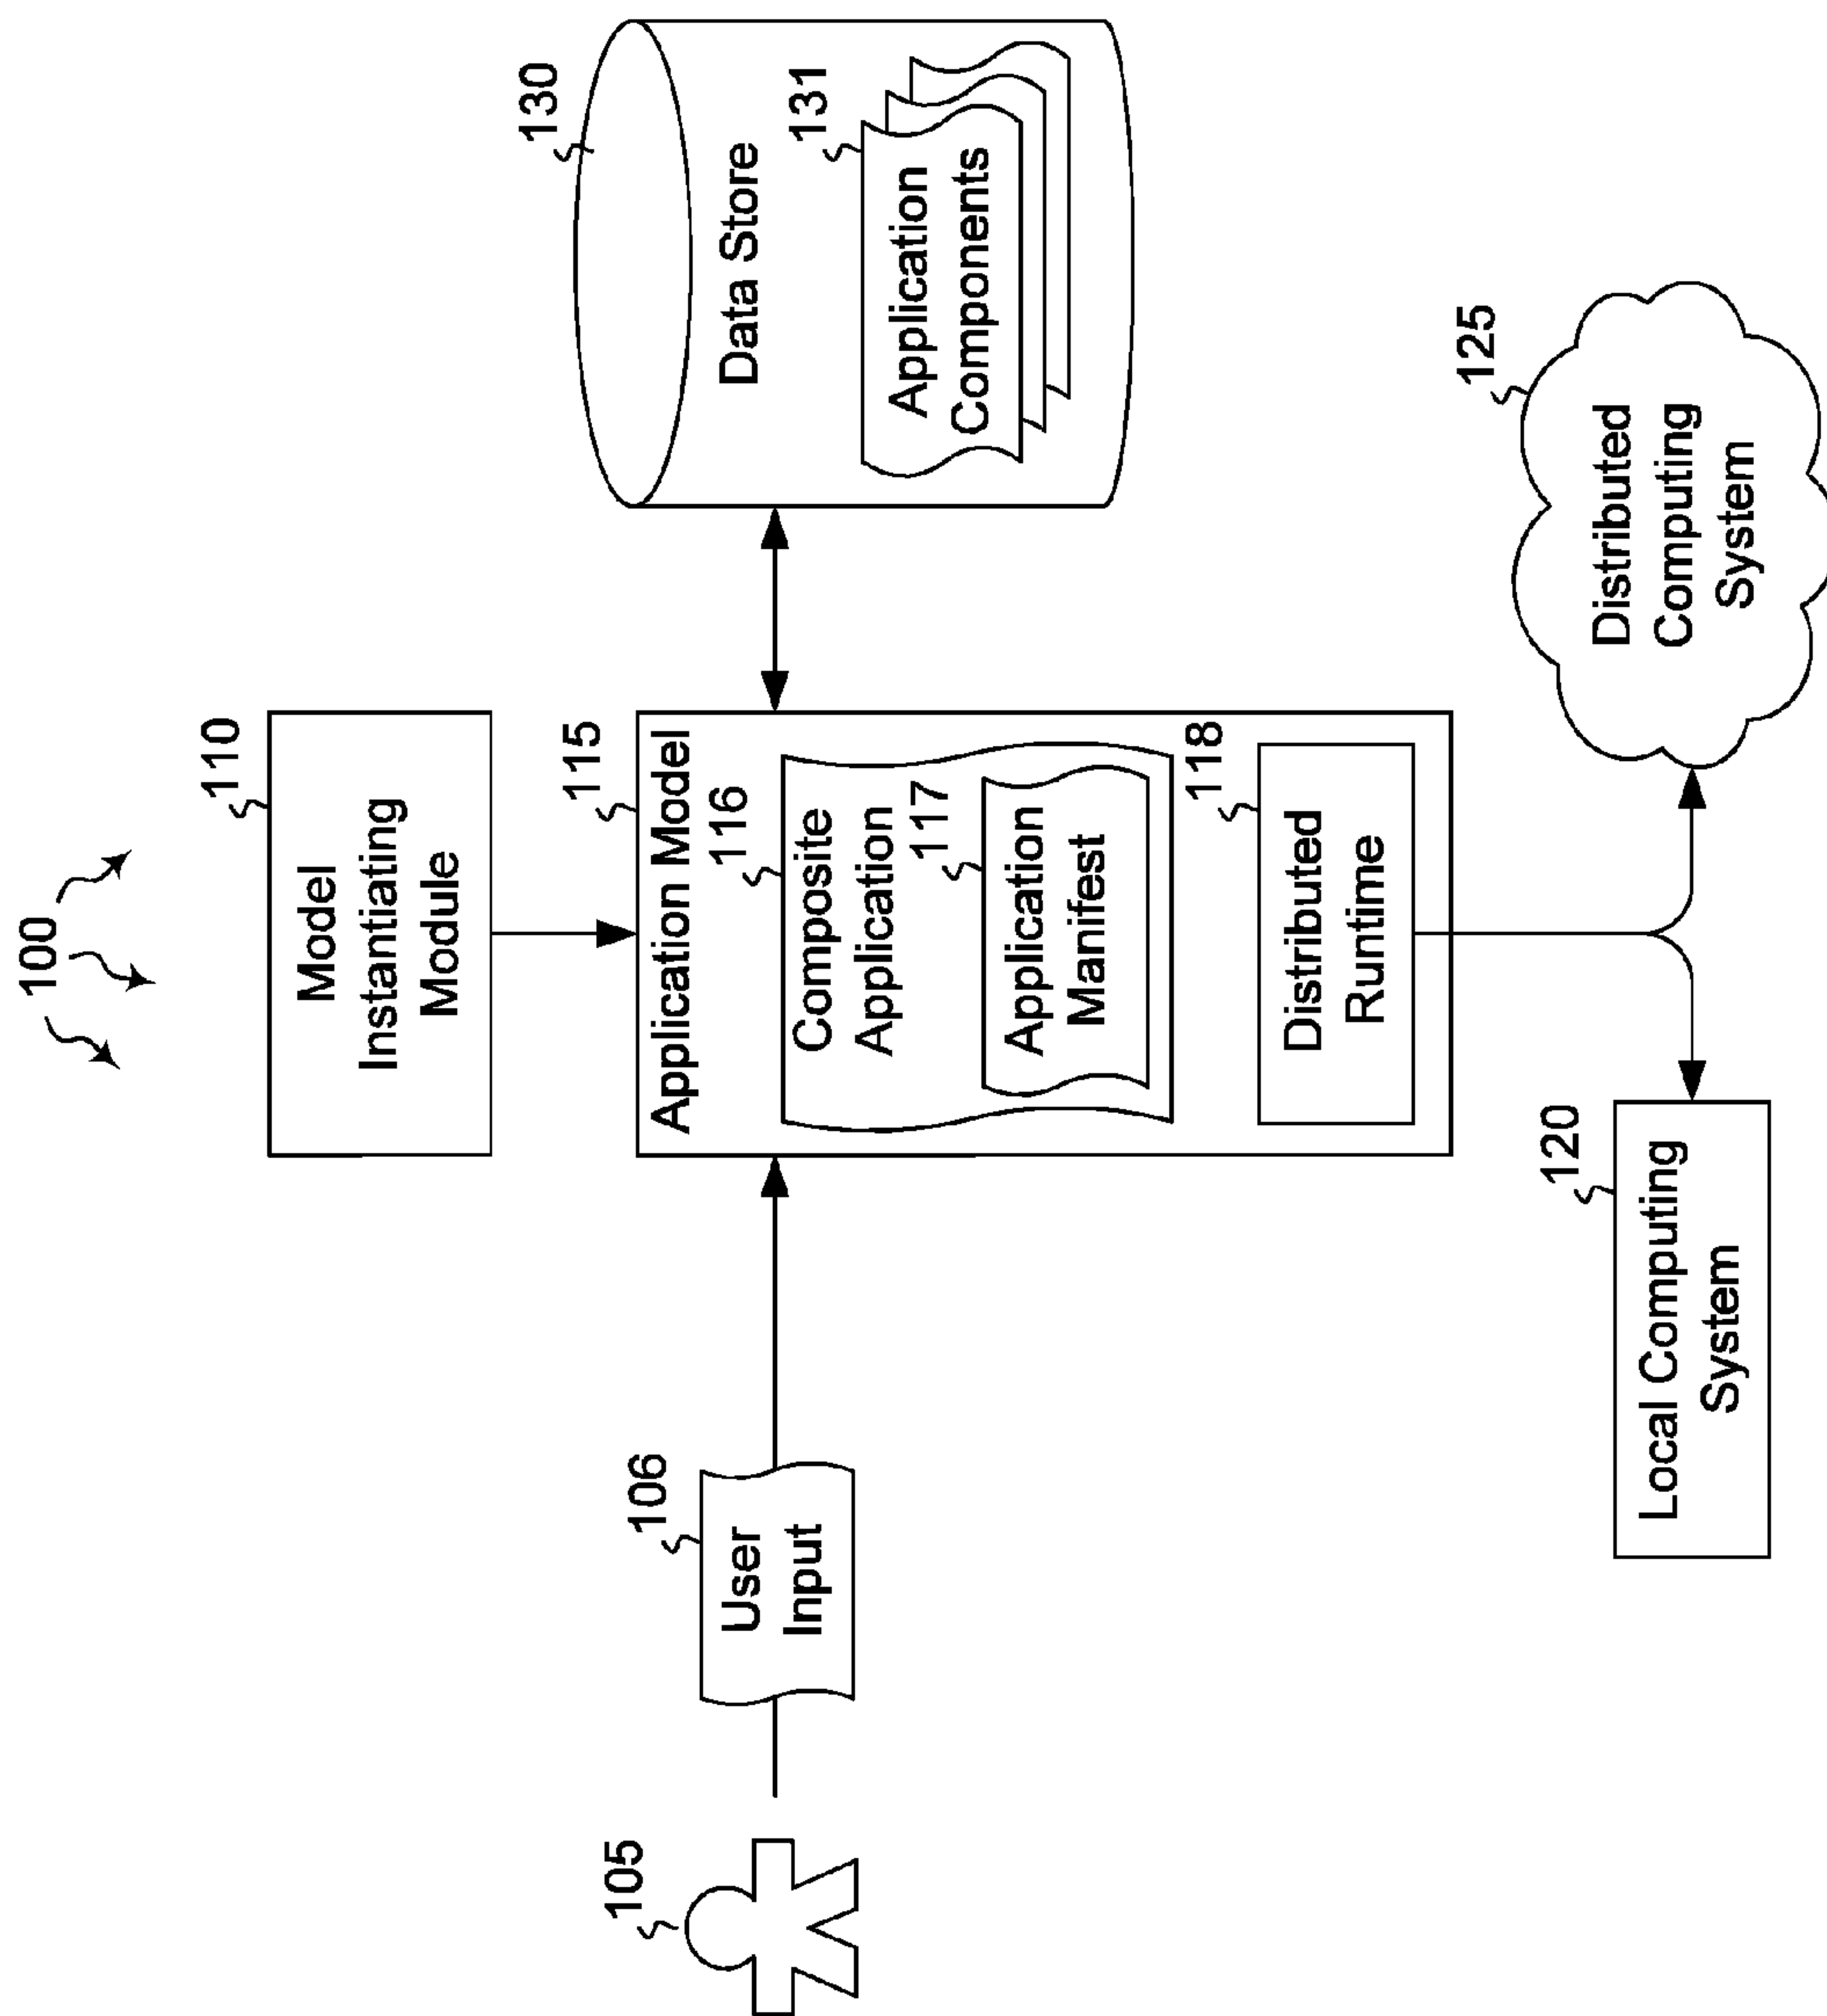 100
110
Model
Instantiating
Module
105
106
User
Input
115
Application Model
116
Composite
Application
117
Application
Manifest
118
Distributed
Runtime
130
Data Store
131
Application
Components
120
Local Computing
System
125
Distributed
Computing
System